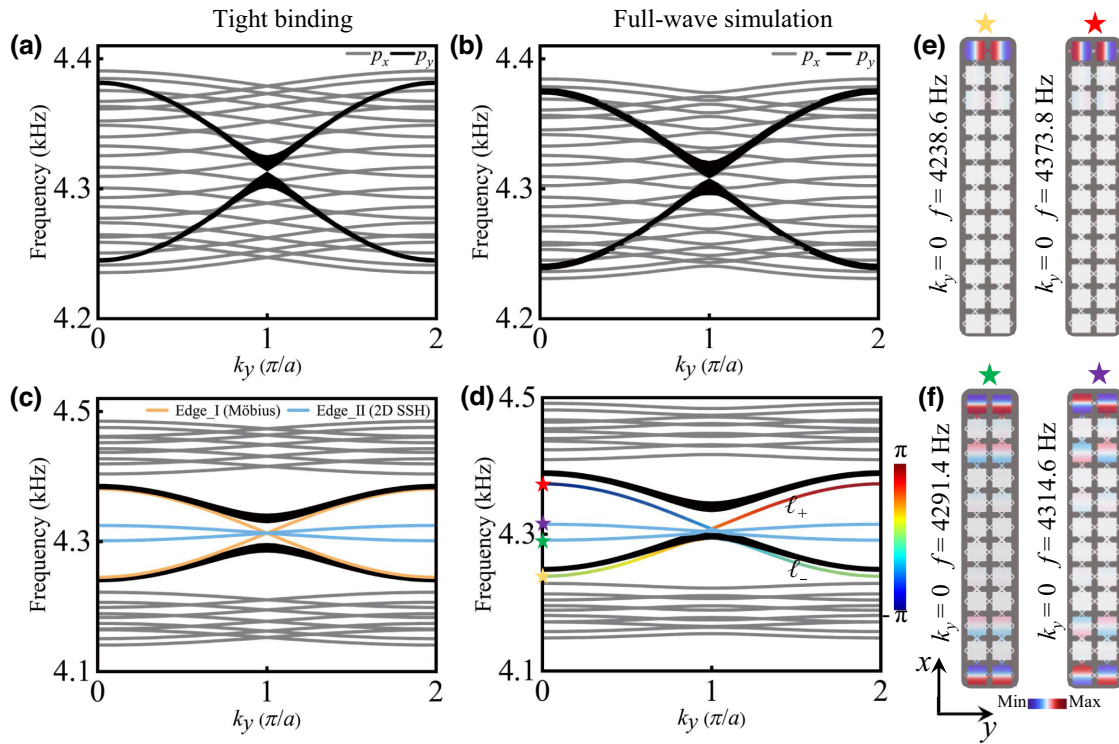 Tight binding
Full-wave simulation
(a)
p_x p_y
4.4
4.3
4.2
Frequency (kHz)
0 1 2
k_y (π/a)
(b)
p_x p_y
4.4
4.3
4.2
Frequency (kHz)
0 1 2
k_y (π/a)
(c)
Edge_I (Möbius) Edge_II (2D SSH)
4.5
4.3
4.1
Frequency (kHz)
0 1 2
k_y (π/a)
(d)
4.5
4.3
4.1
Frequency (kHz)
ℓ_+
ℓ_-
0 1 2
k_y (π/a)
π
-π
(e)
k_y = 0 f = 4238.6 Hz
k_y = 0 f = 4373.8 Hz
(f)
k_y = 0 f = 4291.4 Hz
k_y = 0 f = 4314.6 Hz
x
y
Min Max